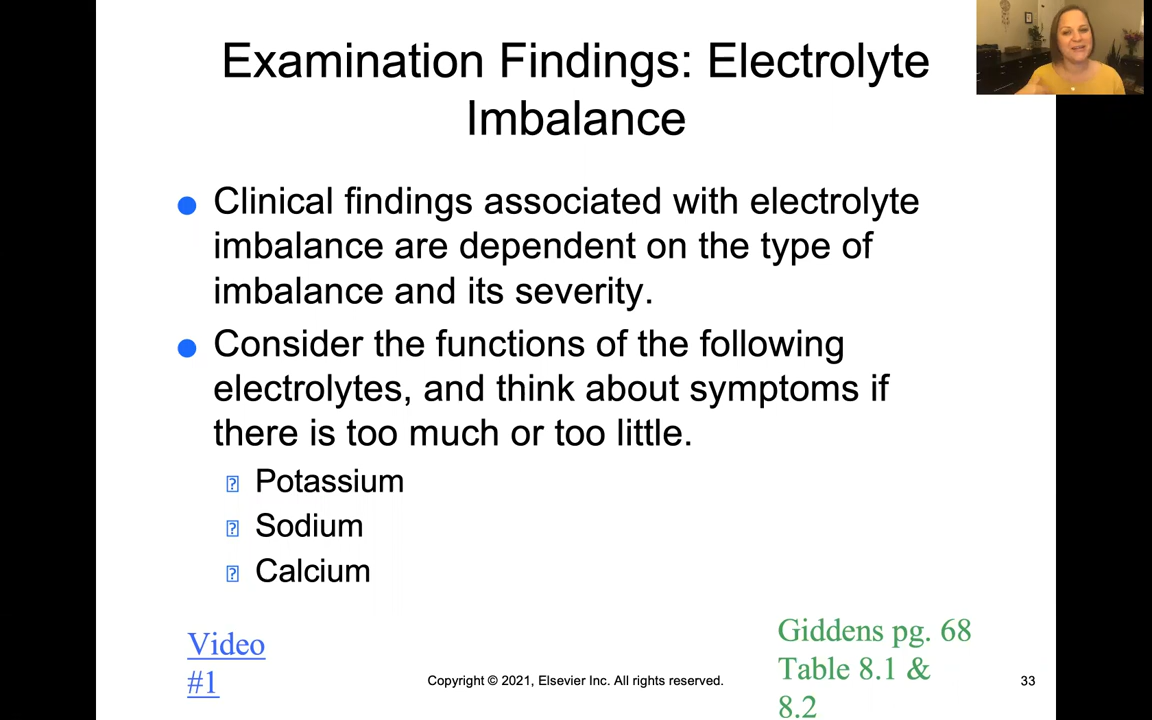 Examination Findings: Electrolyte
Imbalance
Clinical findings associated with electrolyte
imbalance are dependent on the type of
imbalance and its severity.
Consider the functions of the following
electrolytes, and think about symptoms if
there is too much or too little.
Potassium
Sodium
Calcium
Video
#1
Copyright © 2021, Elsevier Inc. All rights reserved.
Giddens pg. 68
Table 8.1 &
8.2
33